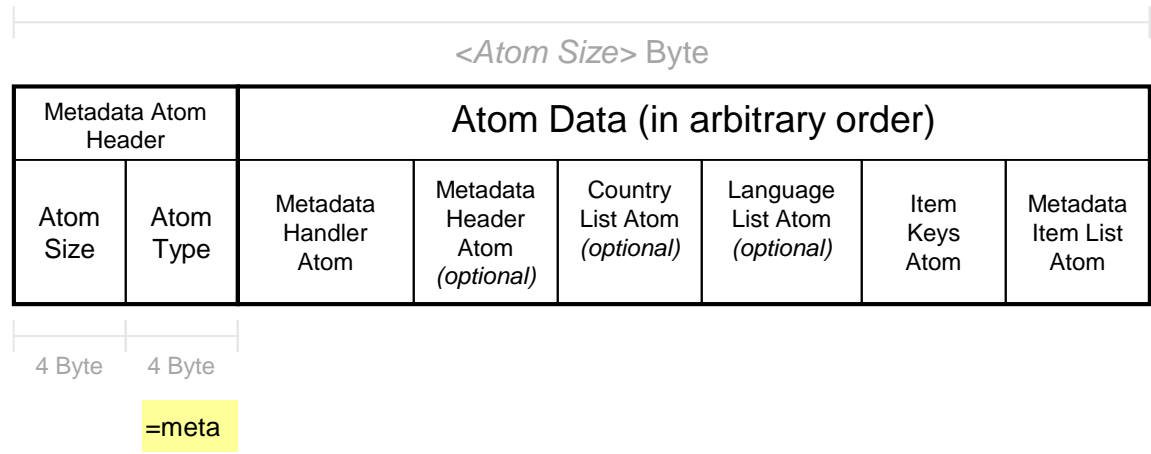 <Atom Size> Byte
Metadata Atom
Header
Atom Data (in arbitrary order)
Atom
Size
Atom
Type
Metadata
Handler
Atom
Metadata
Header
Atom
(optional)
Country
List Atom
(optional)
Language
List Atom
(optional)
Item
Keys
Atom
Metadata
Item List
Atom
4 Byte
4 Byte
=meta